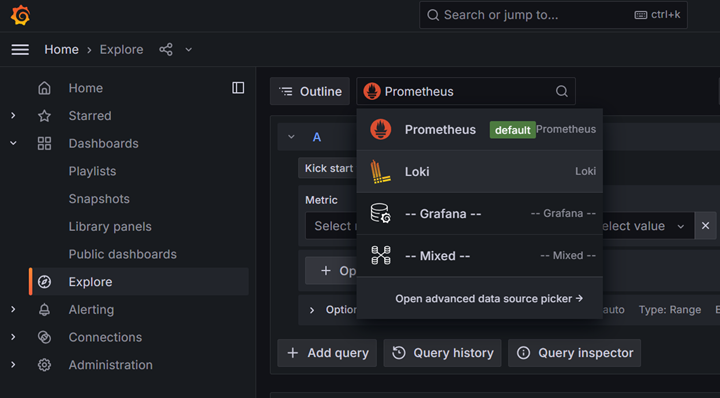 Search or jump to... ctrl+k
Home › Explore
Home
Starred
Dashboards
Playlists
Snapshots
Library panels
Public dashboards
Explore
Alerting
Connections
Administration
Outline
Prometheus
Prometheus default Prometheus
Loki Loki
-- Grafana -- -- Grafana --
-- Mixed -- -- Mixed --
Open advanced data source picker
A
Kick start
Metric
Select
elect value
+ Op
Option
auto Type: Range
+ Add query
Query history
Query inspector